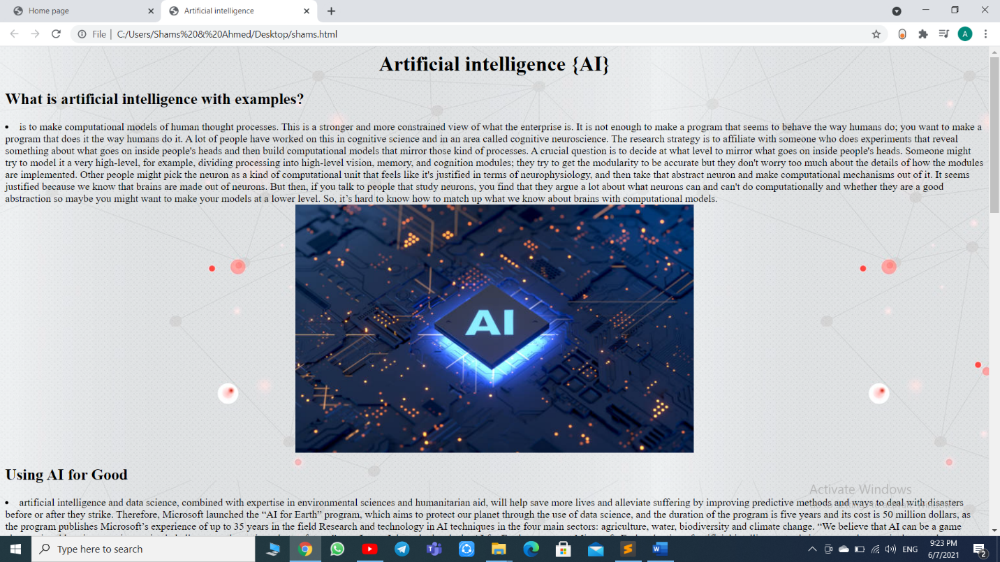 Home page
Artificial intelligence
File | C:/Users/Shams%20&%20Ahmed/Desktop/shams.html
A
Artificial intelligence {AI}
What is artificial intelligence with examples?
• is to make computational models of human thought processes. This is a stronger and more constrained view of what the enterprise is. It is not enough to make a program that seems to behave the way humans do; you want to make a
program that does it the way humans do it. A lot of people have worked on this in cognitive science and in an area called cognitive neuroscience. The research strategy is to affiliate with someone who does experiments that reveal
something about what goes on inside people's heads and then build computational models that mirror those kind of processes. A crucial question is to decide at what level to mirror what goes on inside people's heads. Someone might
try to model it a very high-level, for example, dividing processing into high-level vision, memory, and cognition modules; they try to get the modularity to be accurate but they don't worry too much about the details of how the modules
are implemented. Other people might pick the neuron as a kind of computational unit that feels like it's justified in terms of neurophysiology, and then take that abstract neuron and make computational mechanisms out of it. It seems
justified because we know that brains are made out of neurons. But then, if you talk to people that study neurons, you find that they argue a lot about what neurons can and can't do computationally and whether they are a good
abstraction so maybe you might want to make your models at a lower level. So, it’s hard to know how to match up what we know about brains with computational models.
AI
Using AI for Good
Activate Windows
• artificial intelligence and data science, combined with expertise in environmental sciences and humanitarian aid, will help save more lives and alleviate suffering by improving predictive methods and ways to deal with disasters
before or after they strike. Therefore, Microsoft launched the “AI for Earth” program, which aims to protect our planet through the use of data science, and the duration of the program is five years and its cost is 50 million dollars, as
the program publishes Microsoft’s experience of up to 35 years in the field Research and technology in AI techniques in the four main sectors: agriculture, water, biodiversity and climate change. “We believe that AI can be a game
Type here to search
ENG
9:23 PM
6/7/2021
2